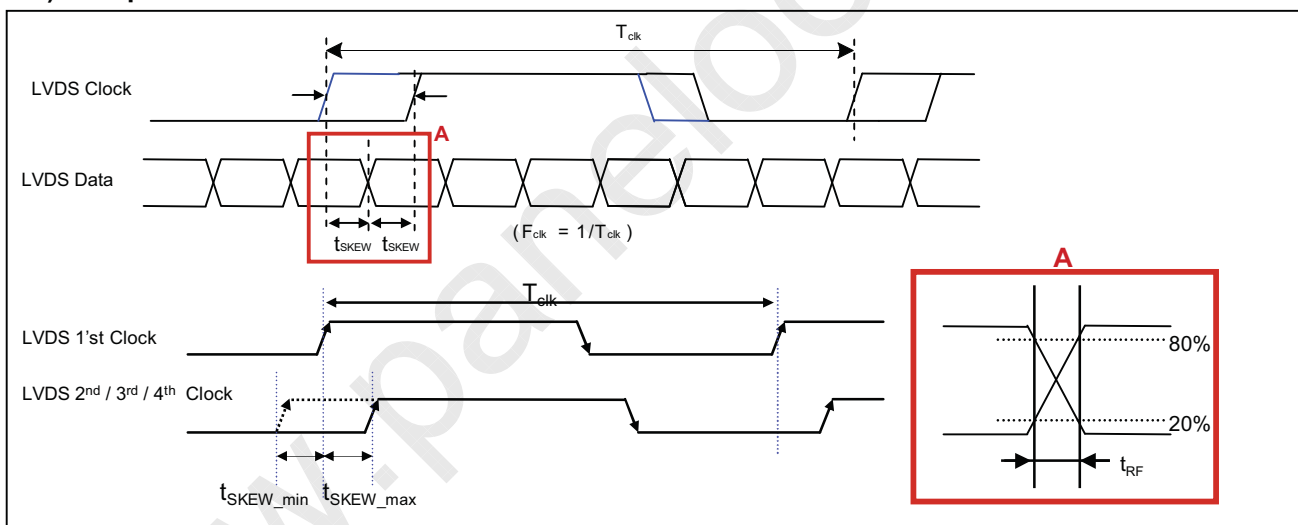 Tclk
LVDS Clock
A
LVDS Data
tSKEW tSKEW
( Fclk = 1/Tclk )
A
Tclk
LVDS 1'st Clock
80%
LVDS 2nd / 3rd / 4th Clock
20%
tRF
tSKEW_min tSKEW_max